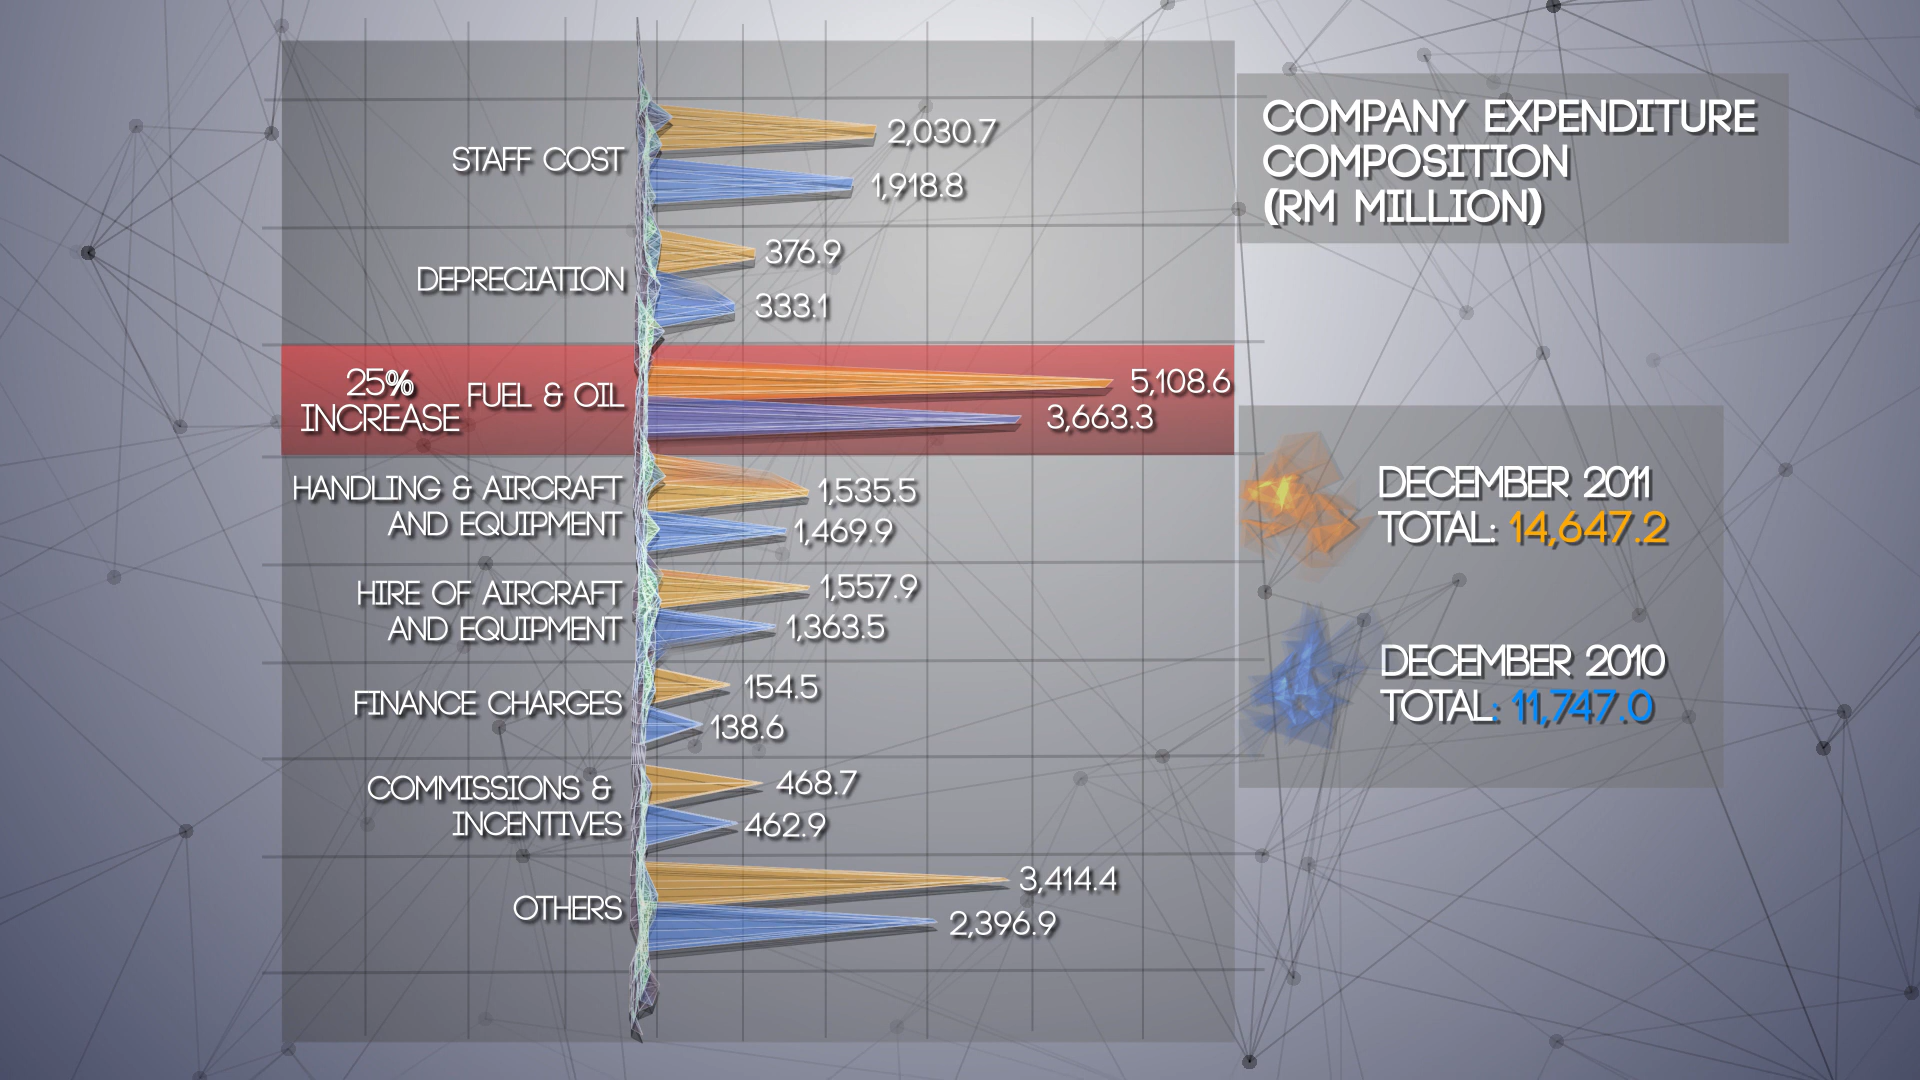 COMPANY EXPENDITURE
COMPOSITION
(RM MILLION)
STAFF COST
2,030.7
1,918.8
DEPRECIATION
376.9
333.1
25%
INCREASE
FUEL & OIL
5,108.6
3,663.3
HANDLING & AIRCRAFT
AND EQUIPMENT
1,535.5
1,469.9
HIRE OF AIRCRAFT
AND EQUIPMENT
1,557.9
1,363.5
FINANCE CHARGES
154.5
138.6
COMMISSIONS &
INCENTIVES
468.7
462.9
OTHERS
3,414.4
2,396.9
DECEMBER 2011
TOTAL: 14,647.2
DECEMBER 2010
TOTAL: 11,747.0